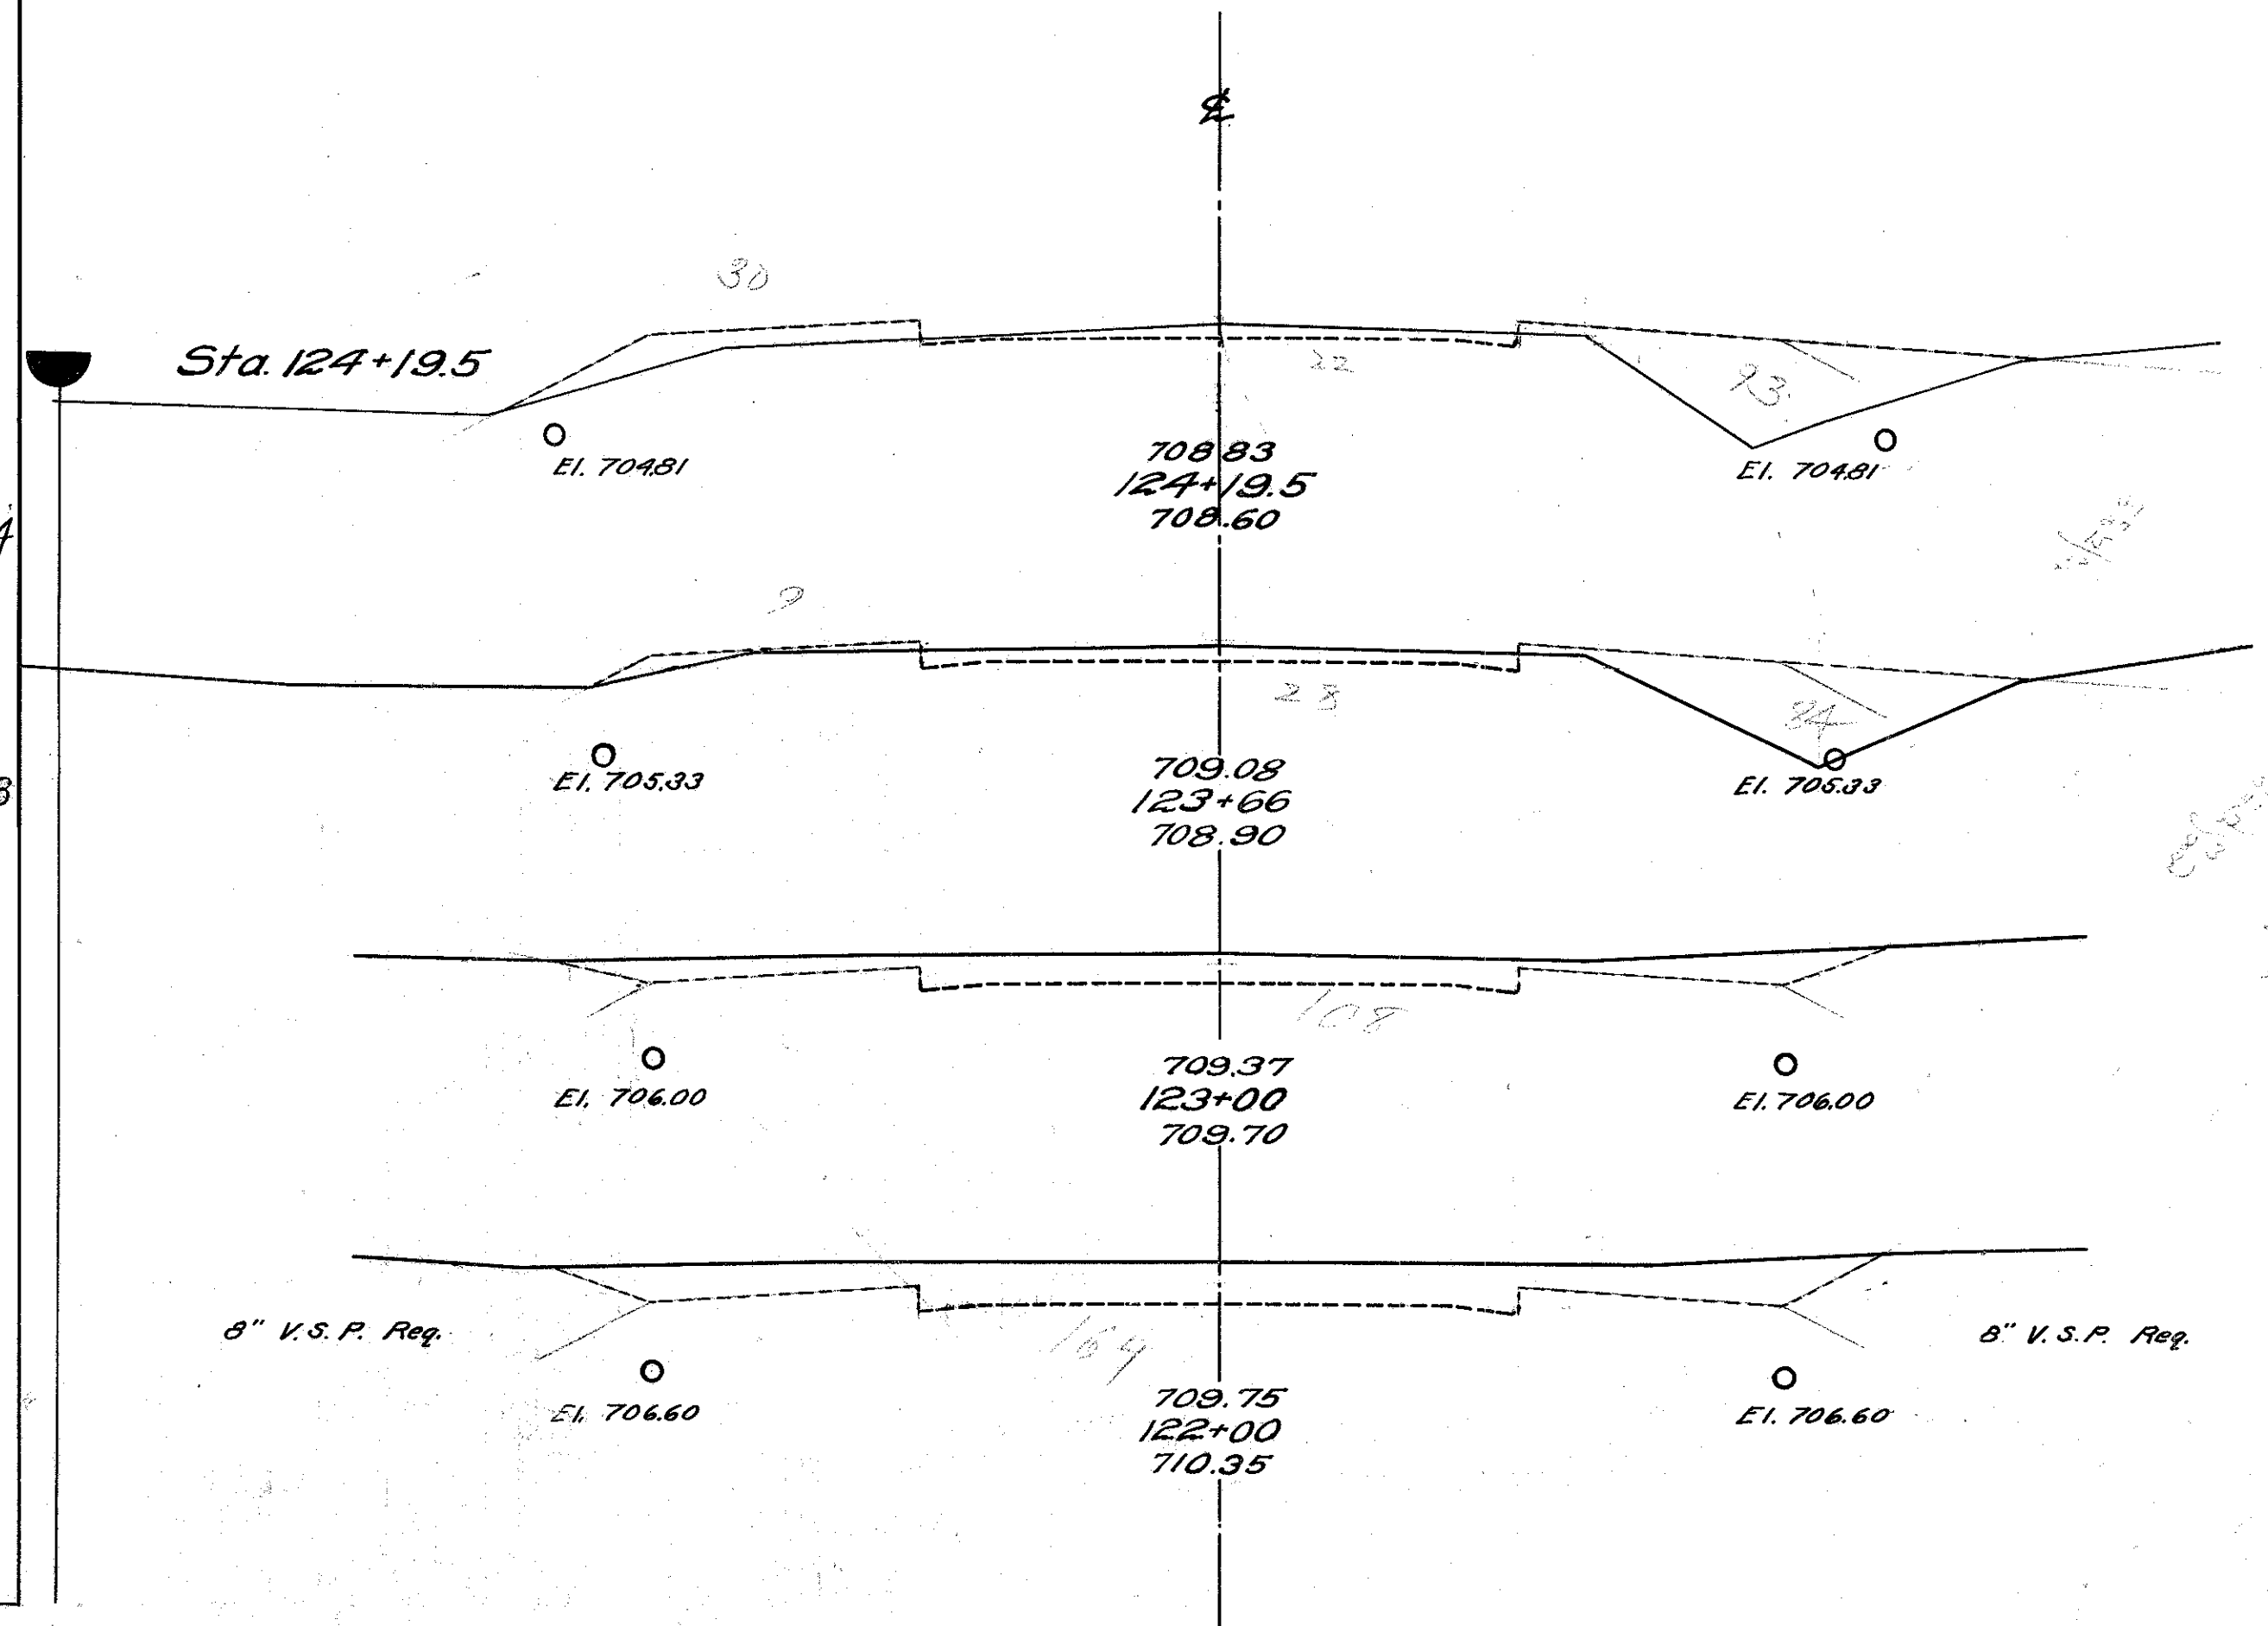 ℄
30
Sta. 124+19.5
22
93
El. 704.81
708.83
124+19.5
708.60
El. 704.81
9
28
84
El. 705.33
709.08
123+66
708.90
El. 705.33
108
El. 706.00
709.37
123+00
709.70
El. 706.00
8" V.S.P. Req.
164
8" V.S.P. Req.
El. 706.60
709.75
122+00
710.35
El. 706.60